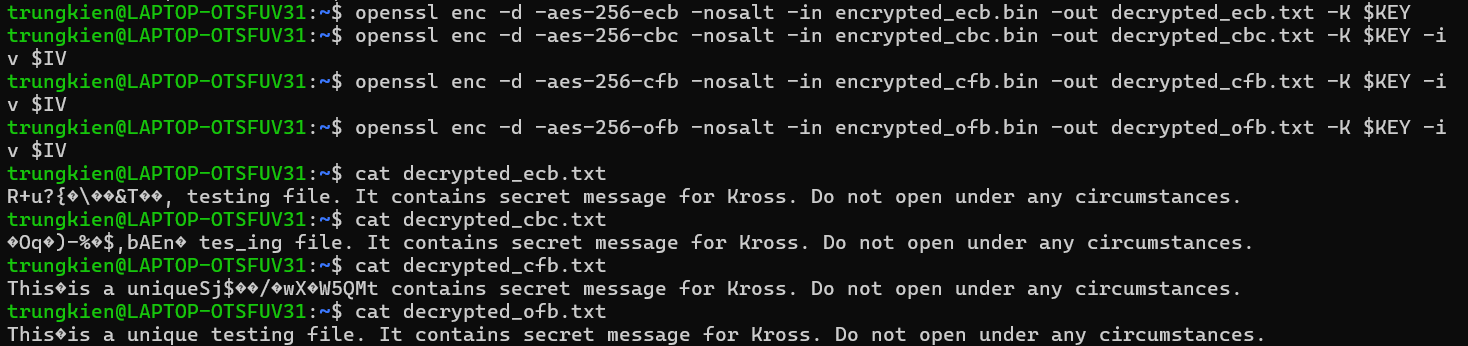 trungkien@LAPTOP-OTSFUV31:~$ openssl enc -d -aes-256-ecb -nosalt -in encrypted_ecb.bin -out decrypted_ecb.txt -K $KEY
trungkien@LAPTOP-OTSFUV31:~$ openssl enc -d -aes-256-cbc -nosalt -in encrypted_cbc.bin -out decrypted_cbc.txt -K $KEY -i
v $IV
trungkien@LAPTOP-OTSFUV31:~$ openssl enc -d -aes-256-cfb -nosalt -in encrypted_cfb.bin -out decrypted_cfb.txt -K $KEY -i
v $IV
trungkien@LAPTOP-OTSFUV31:~$ openssl enc -d -aes-256-ofb -nosalt -in encrypted_ofb.bin -out decrypted_ofb.txt -K $KEY -i
v $IV
trungkien@LAPTOP-OTSFUV31:~$ cat decrypted_ecb.txt
R+u?{�\��&T��, testing file. It contains secret message for Kross. Do not open under any circumstances.
trungkien@LAPTOP-OTSFUV31:~$ cat decrypted_cbc.txt
�Oq�)-%�$,bAEn� tes_ing file. It contains secret message for Kross. Do not open under any circumstances.
trungkien@LAPTOP-OTSFUV31:~$ cat decrypted_cfb.txt
This�is a uniqueSj$��/�wX�W5QMt contains secret message for Kross. Do not open under any circumstances.
trungkien@LAPTOP-OTSFUV31:~$ cat decrypted_ofb.txt
This�is a unique testing file. It contains secret message for Kross. Do not open under any circumstances.